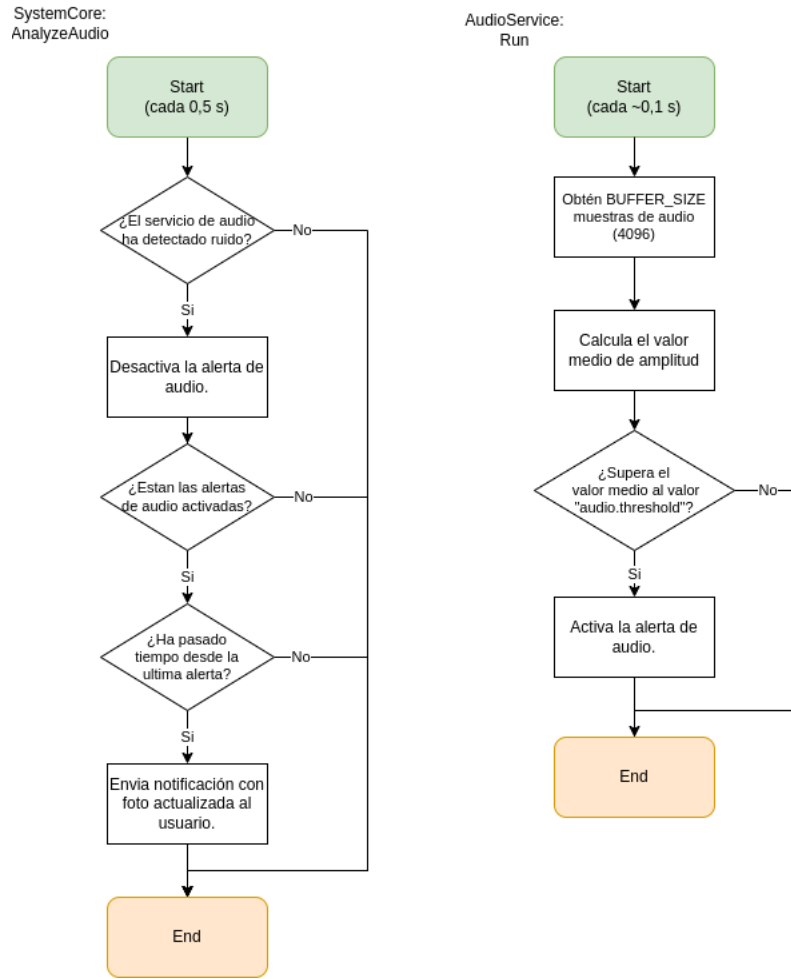 SystemCore:
AnalyzeAudio
Start
(cada 0,5 s)
¿El servicio de audio
ha detectado ruido?
No
Si
Desactiva la alerta de
audio.
¿Estan las alertas
de audio activadas?
No
Si
¿Ha pasado
tiempo desde la
ultima alerta?
No
Si
Envia notificación con
foto actualizada al
usuario.
End
AudioService:
Run
Start
(cada ~0,1 s)
Obtén BUFFER_SIZE
muestras de audio
(4096)
Calcula el valor
medio de amplitud
¿Supera el
valor medio al valor
"audio.threshold"?
No
Si
Activa la alerta de
audio.
End